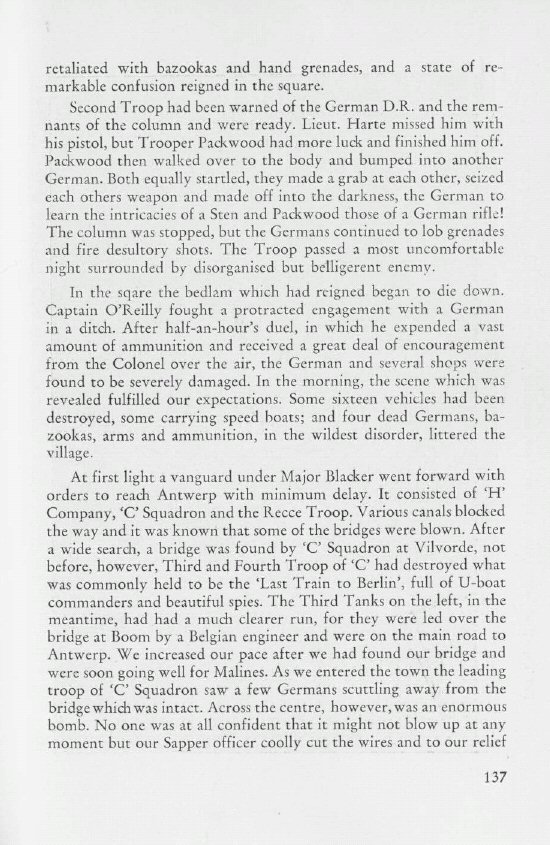 retaliated with bazookas and hand grenades, and a state of re-
markable confusion reigned in the square.
Second Troop had been warned of the German D.R. and the rem-
nants of the column and were ready. Lieut. Harte missed him with
his pistol, but Trooper Packwood had more luck and finished him off.
Packwood then walked over to the body and bumped into another
German. Both equally startled, they made a grab at each other, seized
each others weapon and made off into the darkness, the German to
learn the intricacies of a Sten and Packwood those of a German rifle!
The column was stopped, but the Germans continued to lob grenades
and fire desultory shots. The Troop passed a most uncomfortable
night surrounded by disorganised but belligerent enemy.
In the sqare the bedlam which had reigned began to die down.
Captain O'Reilly fought a protracted engagement with a German
in a ditch. After half-an-hour's duel, in which he expended a vast
amount of ammunition and received a great deal of encouragement
from the Colonel over the air, the German and several shops were
found to be severely damaged. In the morning, the scene which was
revealed fulfilled our expectations. Some sixteen vehicles had been
destroyed, some carrying speed boats; and four dead Germans, ba-
zookas, arms and ammunition, in the wildest disorder, littered the
village.
At first light a vanguard under Major Blacker went forward with
orders to reach Antwerp with minimum delay. It consisted of 'H'
Company, 'C' Squadron and the Recce Troop. Various canals blocked
the way and it was known that some of the bridges were blown. After
a wide search, a bridge was found by 'C' Squadron at Vilvorde, not
before, however, Third and Fourth Troop of 'C' had destroyed what
was commonly held to be the 'Last Train to Berlin', full of U-boat
commanders and beautiful spies. The Third Tanks on the left, in the
meantime, had had a much clearer run, for they were led over the
bridge at Boom by a Belgian engineer and were on the main road to
Antwerp. We increased our pace after we had found our bridge and
were soon going well for Malines. As we entered the town the leading
troop of 'C' Squadron saw a few Germans scuttling away from the
bridge which was intact. Across the centre, however, was an enormous
bomb. No one was at all confident that it might not blow up at any
moment but our Sapper officer coolly cut the wires and to our relief
137